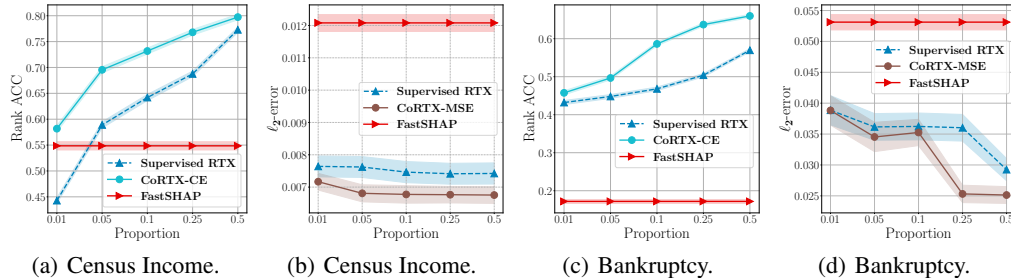 Rank ACC
0.80
0.75
0.70
0.65
0.60
0.55
0.50
0.45
Supervised RTX
CoRTX-CE
FastSHAP
0.01 0.05 0.1 0.25 0.5
Proportion
(a) Census Income.
ℓ2-error
0.012
0.011
0.010
0.009
0.008
0.007
Supervised RTX
CoRTX-MSE
FastSHAP
0.01 0.05 0.1 0.25 0.5
Proportion
(b) Census Income.
Rank ACC
0.6
0.5
0.4
0.3
0.2
Supervised RTX
CoRTX-CE
FastSHAP
0.01 0.05 0.1 0.25 0.5
Proportion
(c) Bankruptcy.
ℓ2-error
0.055
0.050
0.045
0.040
0.035
0.030
0.025
Supervised RTX
CoRTX-MSE
FastSHAP
0.01 0.05 0.1 0.25 0.5
Proportion
(d) Bankruptcy.